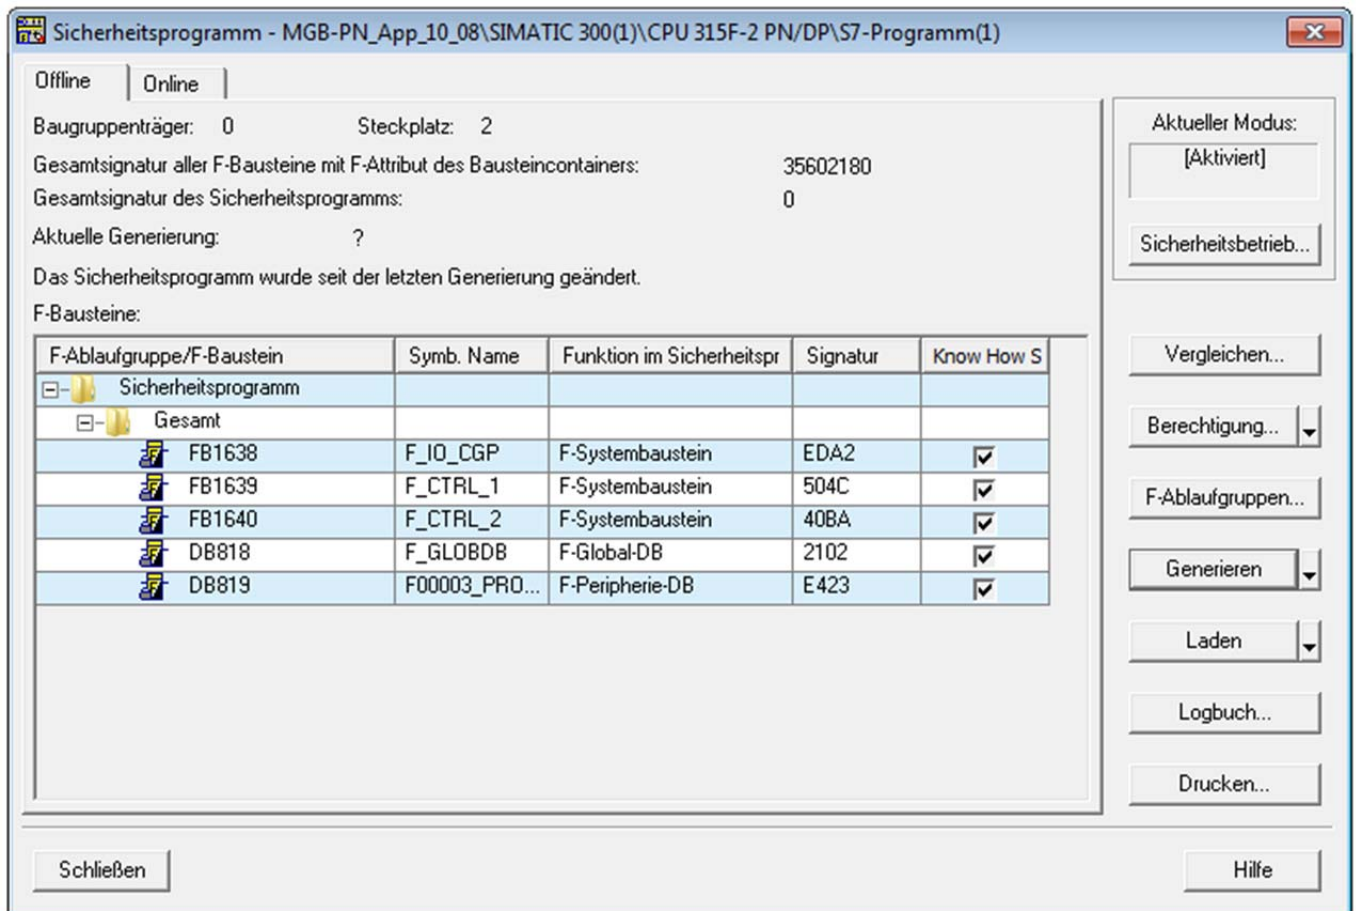 Sicherheitsprogramm - MGB-PN_App_10_08\SIMATIC 300(1)\CPU 315F-2 PN/DP\S7-Programm(1)
Offline Online
Baugruppenträger: 0 Steckplatz: 2
Gesamtsignatur aller F-Bausteine mit F-Attribut des Bausteincontainers: 35602180
Gesamtsignatur des Sicherheitsprogramms: 0
Aktuelle Generierung: ?
Das Sicherheitsprogramm wurde seit der letzten Generierung geändert.
F-Bausteine:
F-Ablaufgruppe/F-Baustein Symb. Name Funktion im Sicherheitspr Signatur Know How S
Sicherheitsprogramm
Gesamt
FB1638 F_IO_CGP F-Systembaustein EDA2
FB1639 F_CTRL_1 F-Systembaustein 504C
FB1640 F_CTRL_2 F-Systembaustein 40BA
DB818 F_GLOBDB F-Global-DB 2102
DB819 F00003_PRO... F-Peripherie-DB E423
Aktueller Modus:
[Aktiviert]
Sicherheitsbetrieb...
Vergleichen...
Berechtigung...
F-Ablaufgruppen...
Generieren
Laden
Logbuch...
Drucken...
Schließen Hilfe